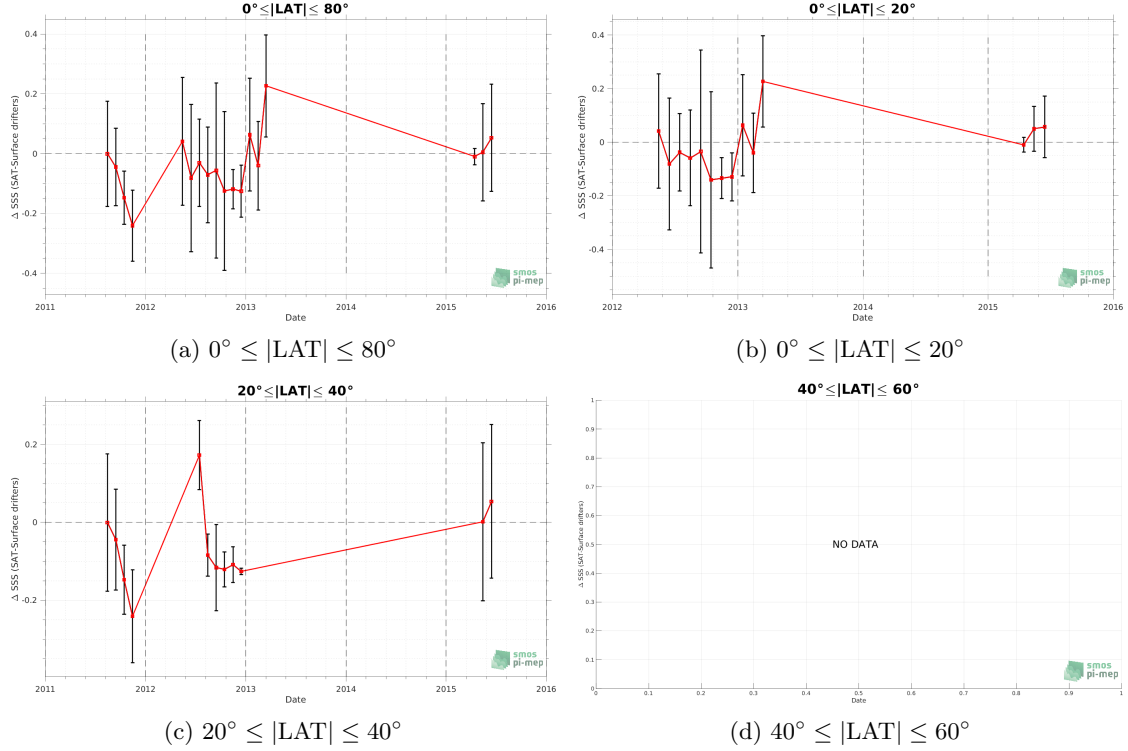 0°≤|LAT|≤ 80°
0.4
0.2
0
-0.2
-0.4
Δ SSS (SAT-Surface drifters)
2011
2012
2013
2014
2015
2016
Date
smos
pi-mep
(a) 0° ≤ |LAT| ≤ 80°
0°≤|LAT|≤ 20°
0.4
0.2
0
-0.2
-0.4
Δ SSS (SAT-Surface drifters)
2012
2013
2014
2015
2016
Date
smos
pi-mep
(b) 0° ≤ |LAT| ≤ 20°
20°≤|LAT|≤ 40°
0.2
0
-0.2
Δ SSS (SAT-Surface drifters)
2011
2012
2013
2014
2015
2016
Date
smos
pi-mep
(c) 20° ≤ |LAT| ≤ 40°
40°≤|LAT|≤ 60°
1
0.9
0.8
0.7
0.6
0.5
0.4
0.3
0.2
0.1
0
Δ SSS (SAT-Surface drifters)
NO DATA
0
0.1
0.2
0.3
0.4
0.5
0.6
0.7
0.8
0.9
1
Date
smos
pi-mep
(d) 40° ≤ |LAT| ≤ 60°